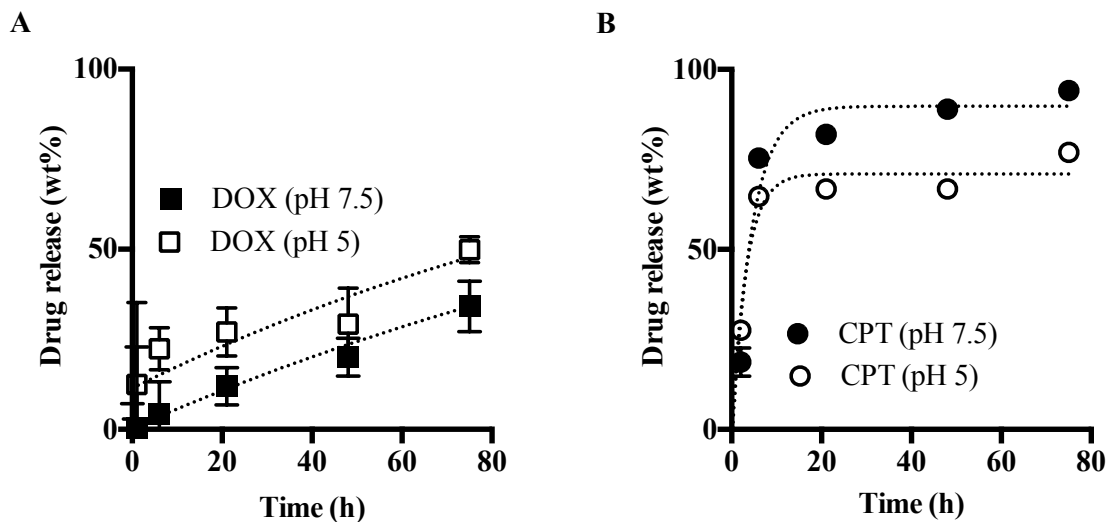 A
100
50
0
Drug release (wt%)
DOX (pH 7.5)
DOX (pH 5)
0 20 40 60 80
Time (h)
B
100
50
0
Drug release (wt%)
CPT (pH 7.5)
CPT (pH 5)
0 20 40 60 80
Time (h)